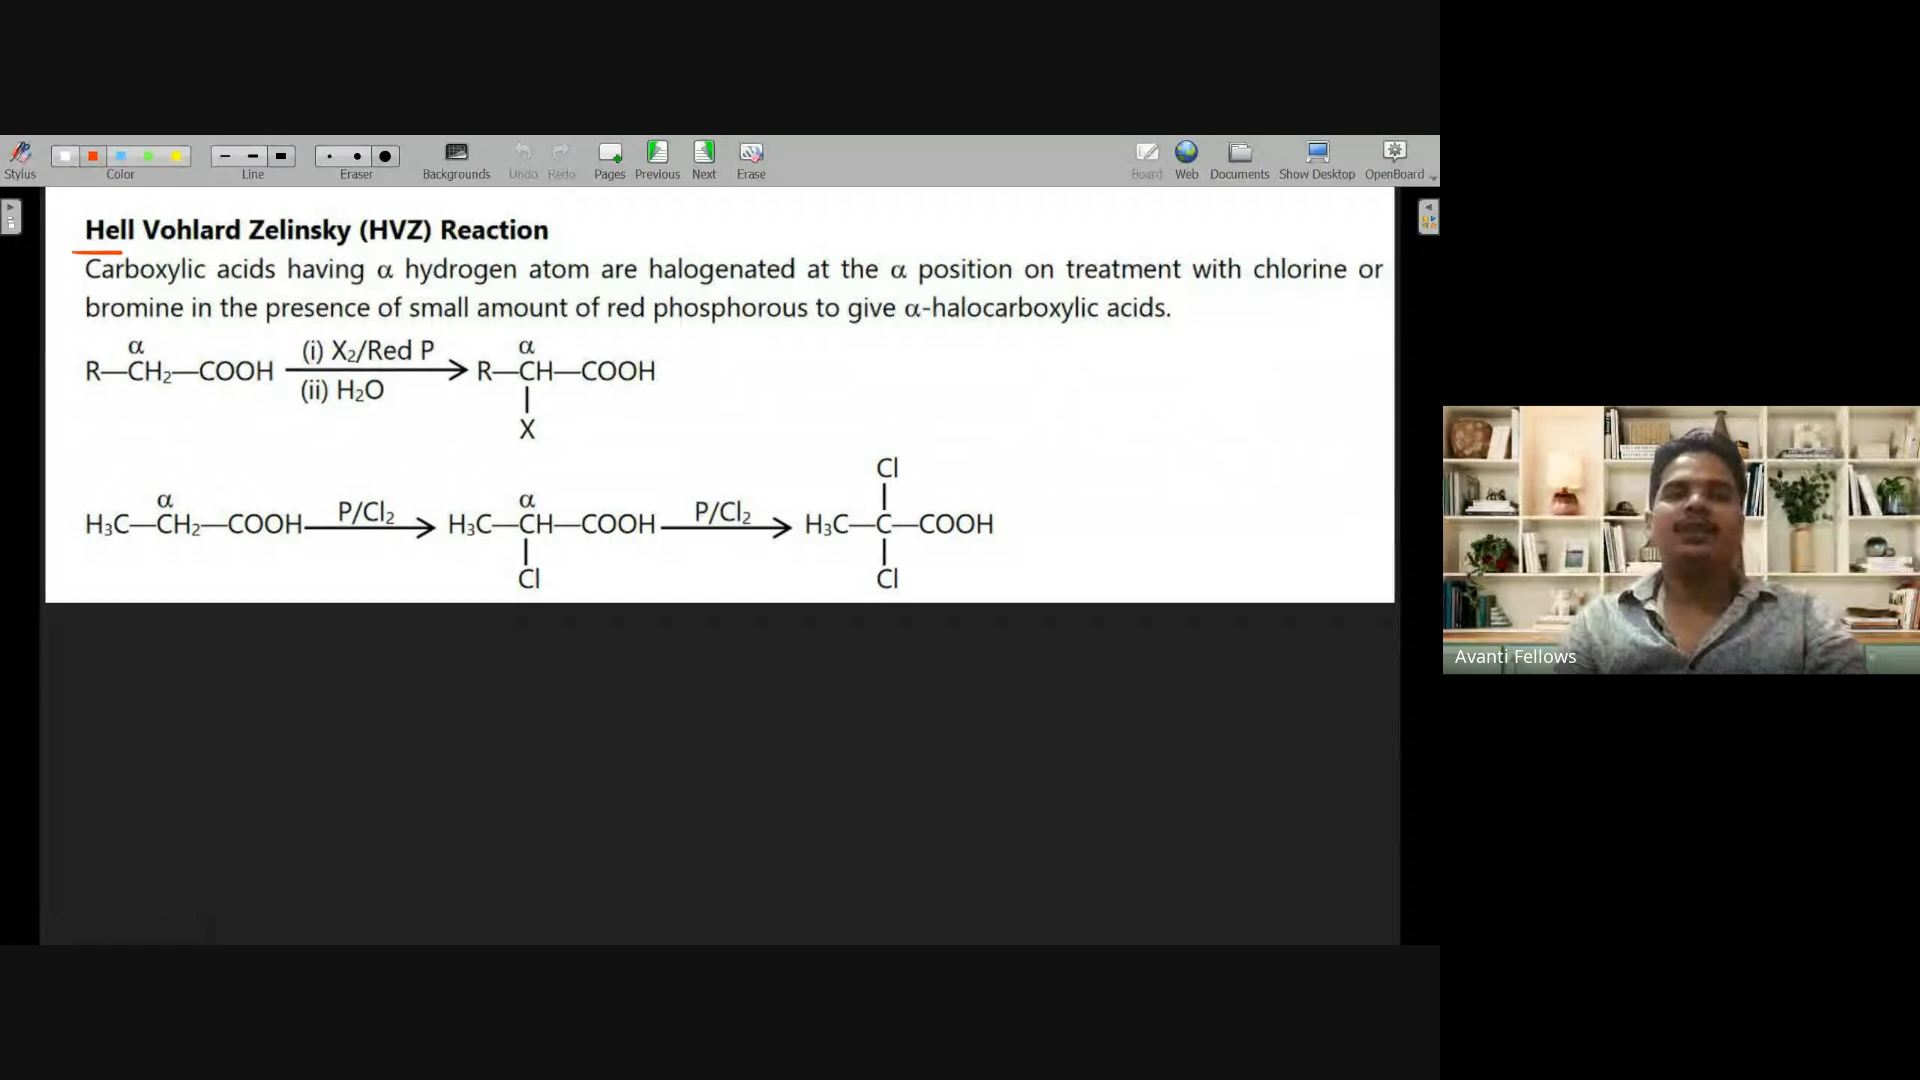 Stylus Color Line Eraser Backgrounds Undo Redo Pages Previous Next Erase Board Web Documents Show Desktop OpenBoard
Hell Vohlard Zelinsky (HVZ) Reaction
Carboxylic acids having α hydrogen atom are halogenated at the α position on treatment with chlorine or
bromine in the presence of small amount of red phosphorous to give α-halocarboxylic acids.
α (i) X₂/Red P α
R—CH₂—COOH R—CH—COOH
(ii) H₂O
X
Cl
α P/Cl₂ α P/Cl₂
H₃C—CH₂—COOH H₃C—CH—COOH H₃C—C—COOH
Cl Cl
Avanti Fellows